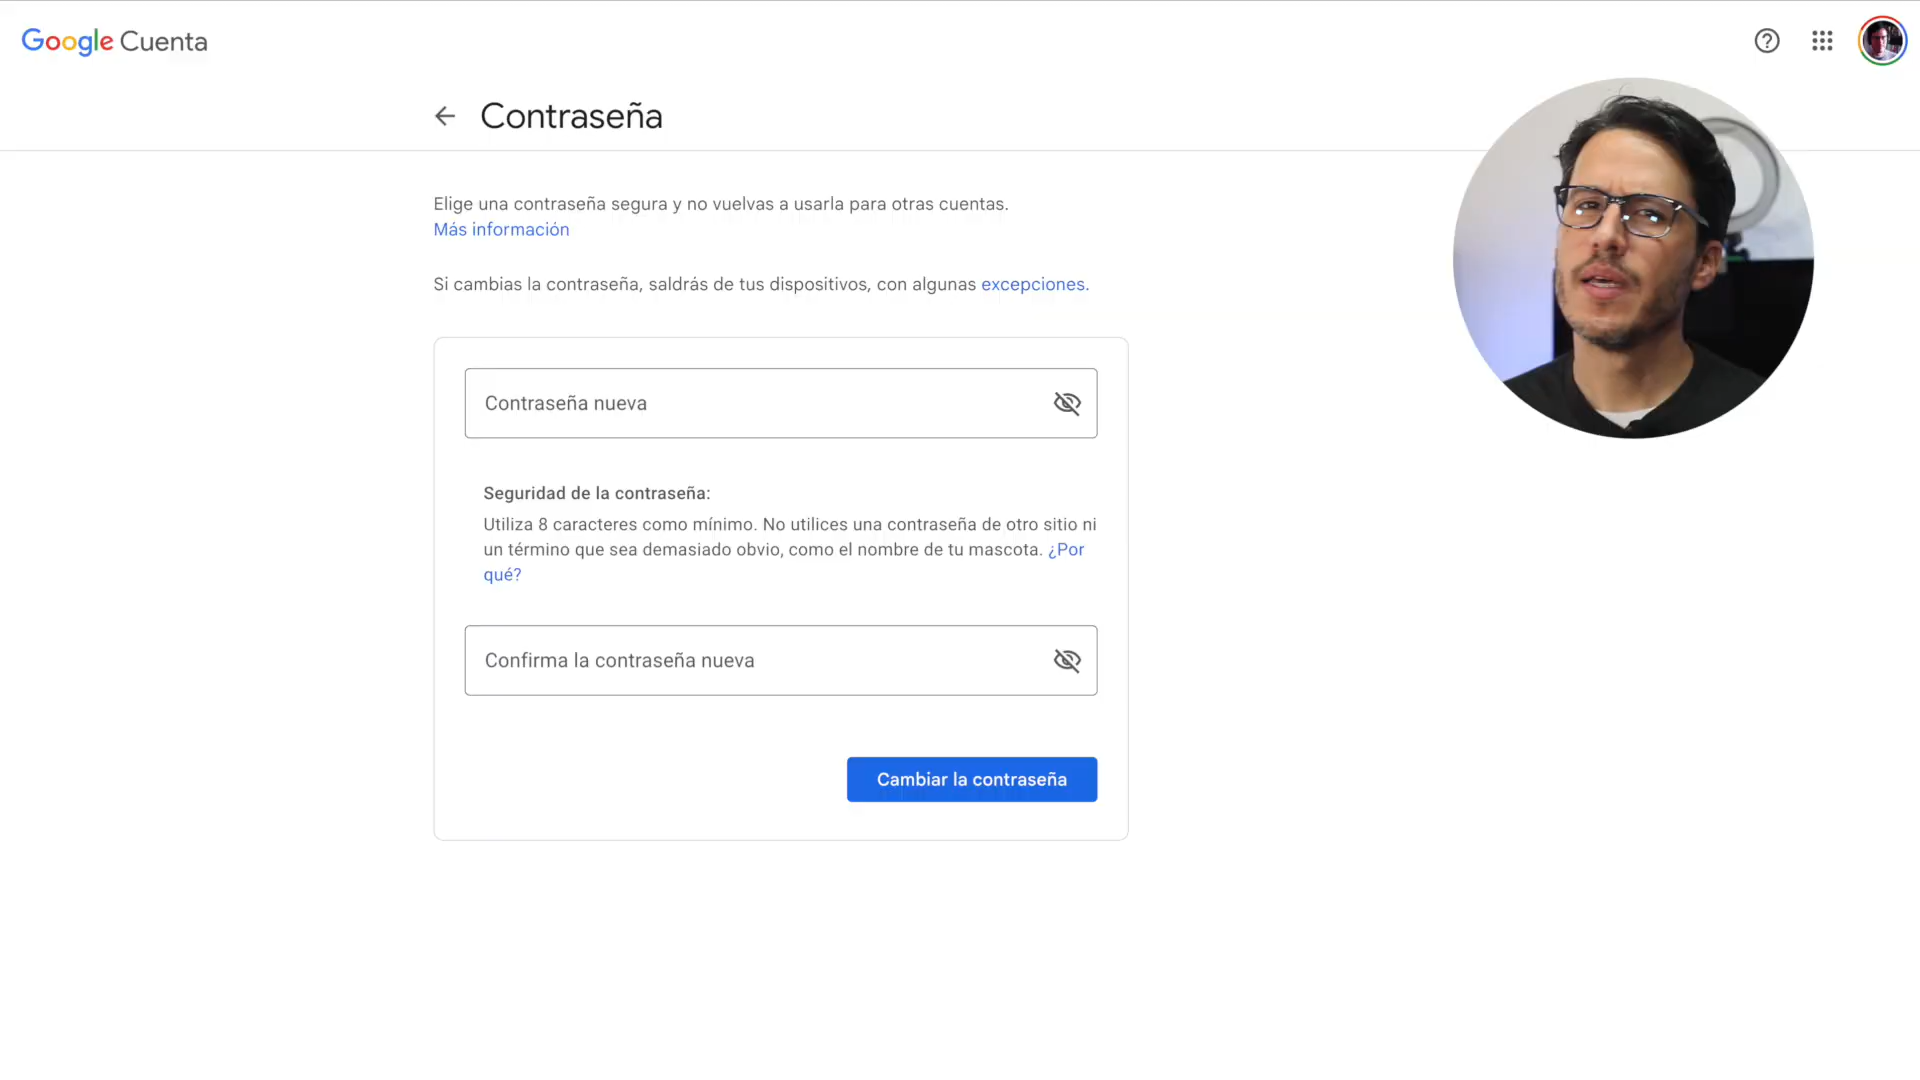 Google Cuenta
Contraseña
Elige una contraseña segura y no vuelvas a usarla para otras cuentas.
Más información
Si cambias la contraseña, saldrás de tus dispositivos, con algunas excepciones.
Contraseña nueva
Seguridad de la contraseña:
Utiliza 8 caracteres como mínimo. No utilices una contraseña de otro sitio ni
un término que sea demasiado obvio, como el nombre de tu mascota. ¿Por
qué?
Confirma la contraseña nueva
Cambiar la contraseña